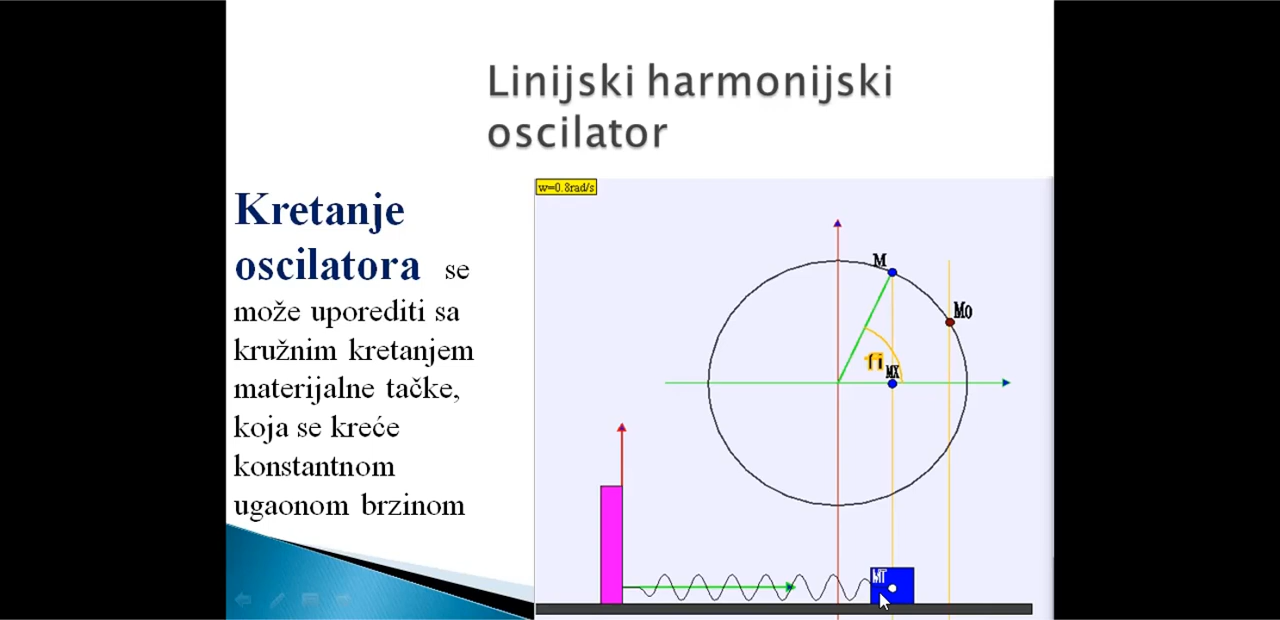 Linijski harmonijski
oscilator
Kretanje
oscilatora se
može uporediti sa
kružnim kretanjem
materijalne tačke,
koja se kreće
konstantnom
ugaonom brzinom
w=0.8rad/s
M
M0
fi
MX
MT